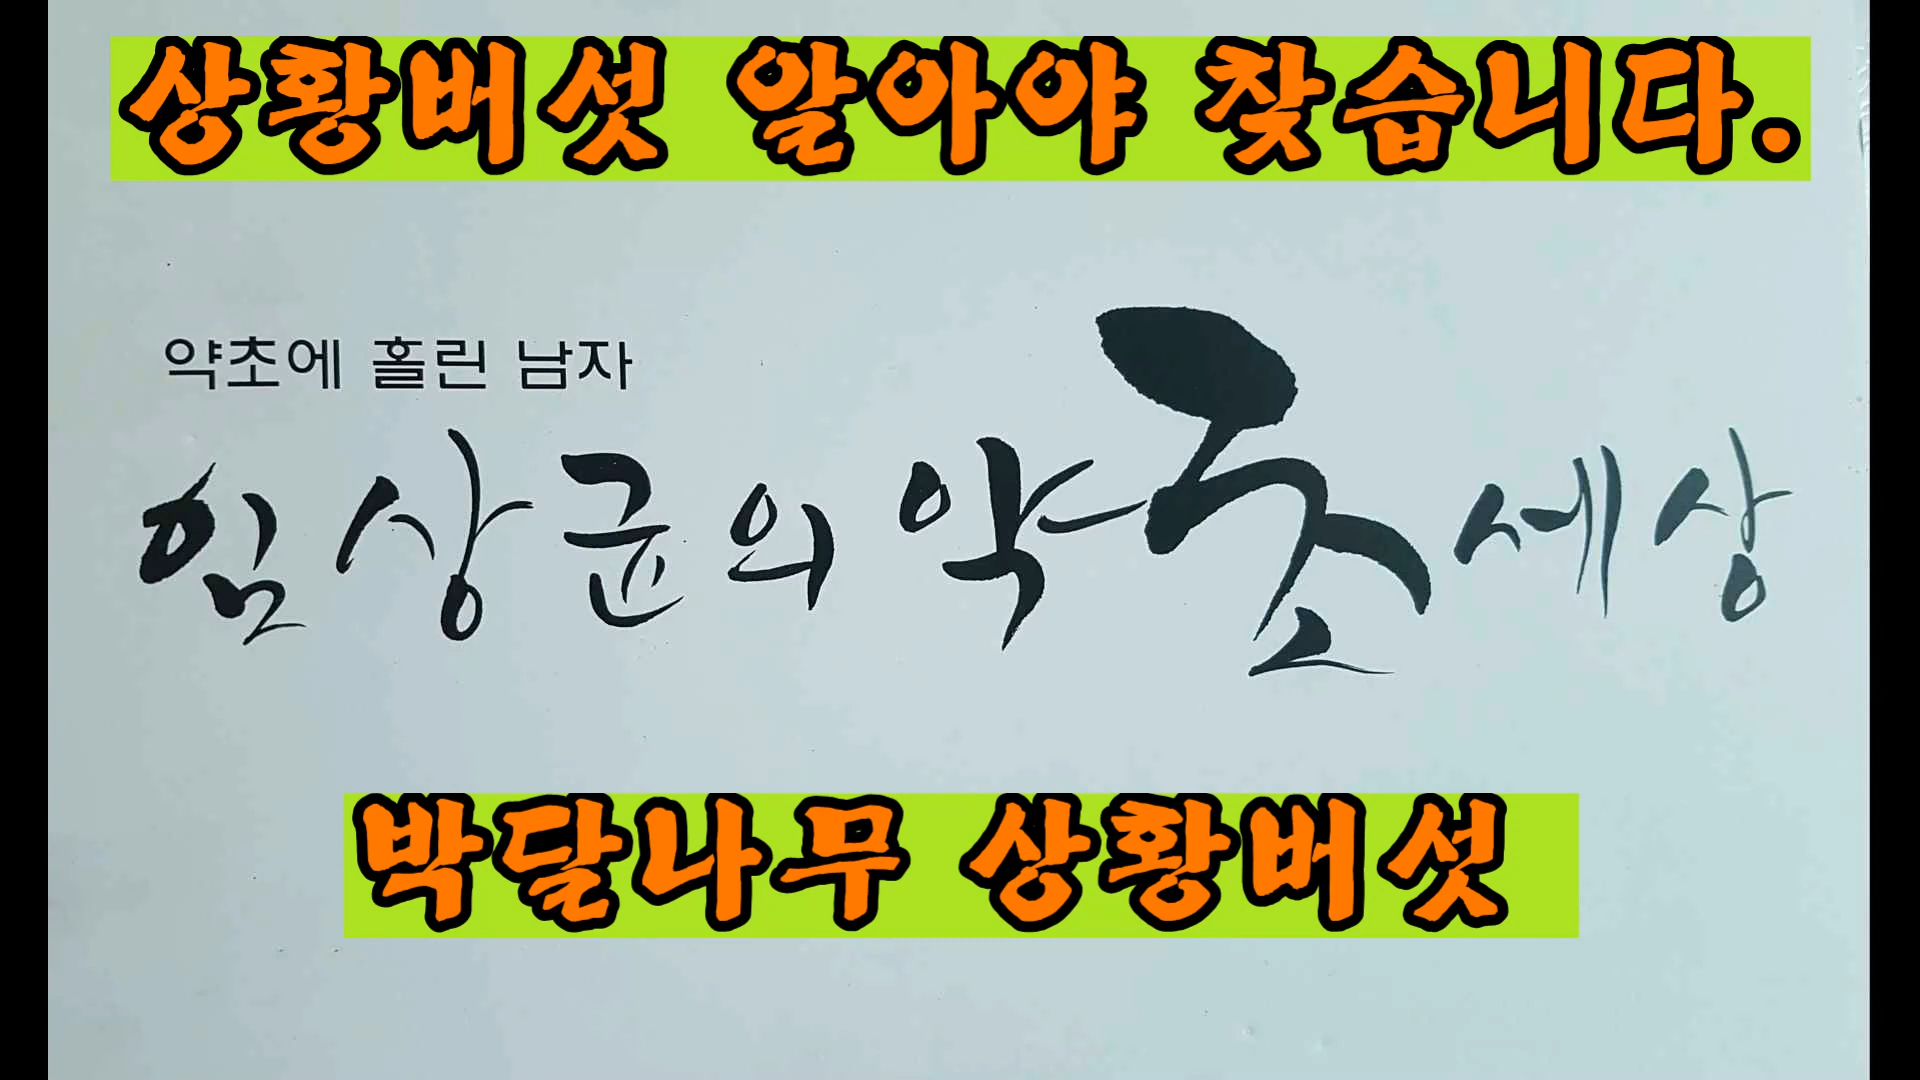 상황버섯 알아야 찾습니다.
약초에 홀린 남자
임상균의 약초세상
박달나무 상황버섯